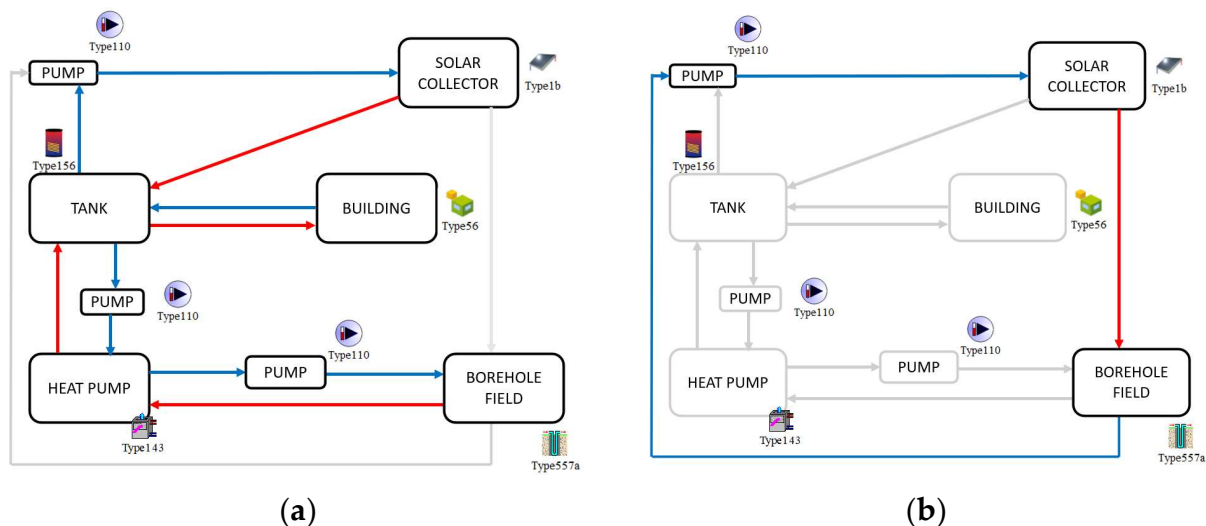 Type110
PUMP
SOLAR
COLLECTOR
Type1b
Type156
TANK
BUILDING
Type56
PUMP
Type110
HEAT PUMP
Type143
PUMP
Type110
BOREHOLE
FIELD
Type557a
(a)
Type110
PUMP
SOLAR
COLLECTOR
Type1b
Type156
TANK
BUILDING
Type56
PUMP
Type110
HEAT PUMP
Type143
PUMP
Type110
BOREHOLE
FIELD
Type557a
(b)